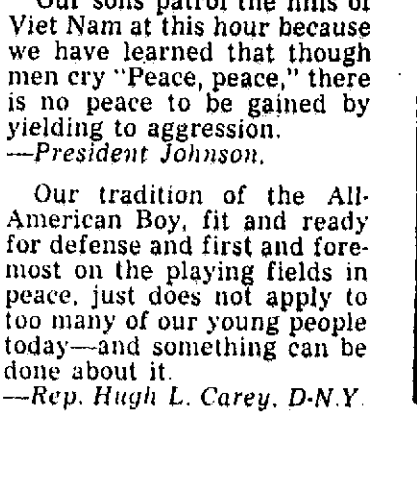 Our sons patrol the hills of
Viet Nam at this hour because
we have learned that though
men cry "Peace, peace," there
is no peace to be gained by
yielding to aggression.
—President Johnson.
Our tradition of the All-
American Boy, fit and ready
for defense and first and fore-
most on the playing fields in
peace, just does not apply to
too many of our young people
today—and something can be
done about it.
—Rep. Hugh L. Carey, D-N.Y.